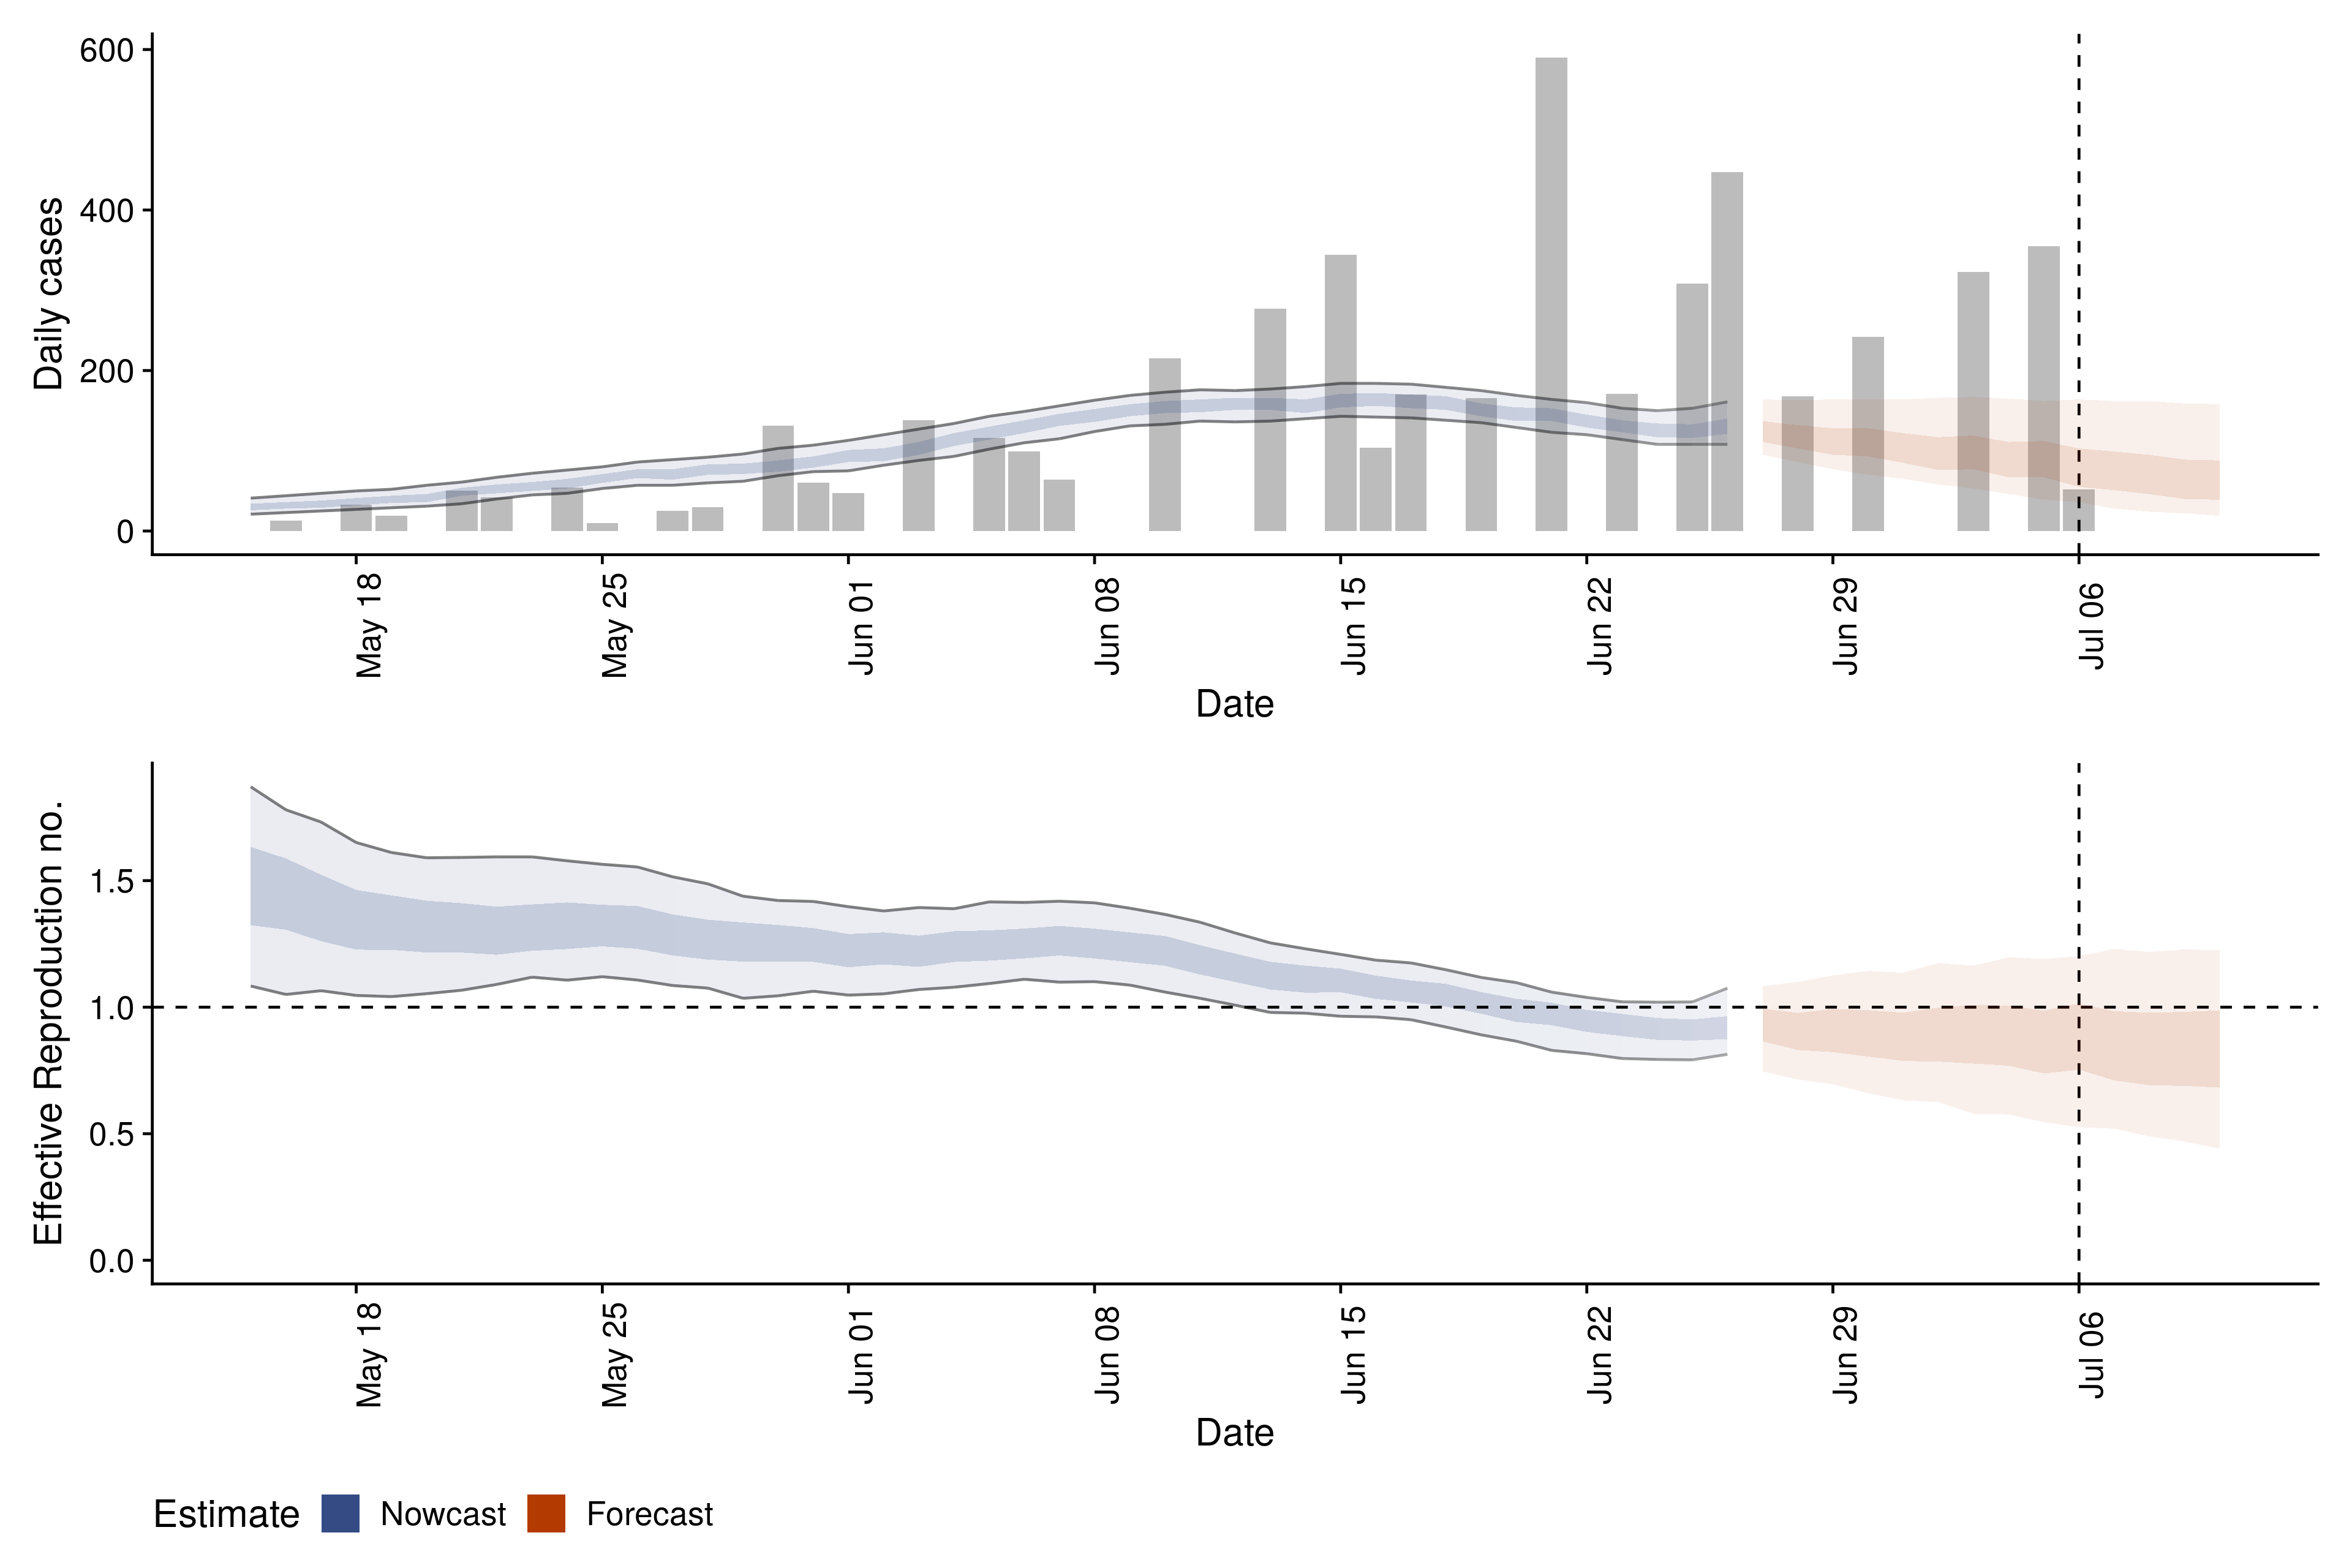 600
400
200
0
Daily cases
May 18
May 25
Jun 01
Jun 08
Jun 15
Jun 22
Jun 29
Jul 06
Date
1.5
1.0
0.5
0.0
Effective Reproduction no.
May 18
May 25
Jun 01
Jun 08
Jun 15
Jun 22
Jun 29
Jul 06
Date
Estimate Nowcast Forecast